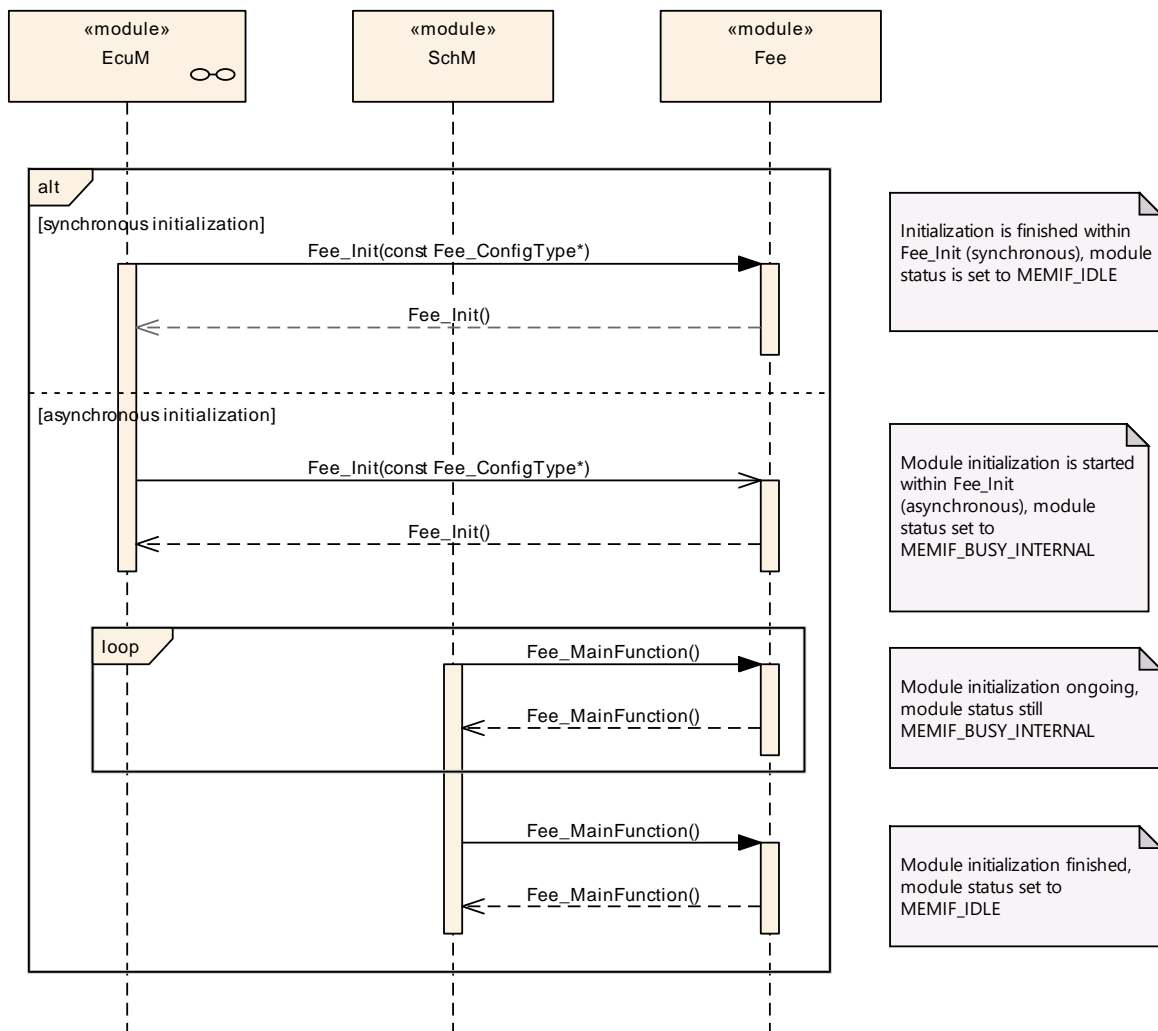 «module»
EcuM
«module»
SchM
«module»
Fee
alt
[synchronous initialization]
Fee_Init(const Fee_ConfigType*)
Fee_Init()
Initialization is finished within
Fee_Init (synchronous), module
status is set to MEMIF_IDLE
[asynchronous initialization]
Fee_Init(const Fee_ConfigType*)
Fee_Init()
Module initialization is started
within Fee_Init
(asynchronous), module
status set to
MEMIF_BUSY_INTERNAL
loop
Fee_MainFunction()
Fee_MainFunction()
Module initialization ongoing,
module status still
MEMIF_BUSY_INTERNAL
Fee_MainFunction()
Fee_MainFunction()
Module initialization finished,
module status set to
MEMIF_IDLE